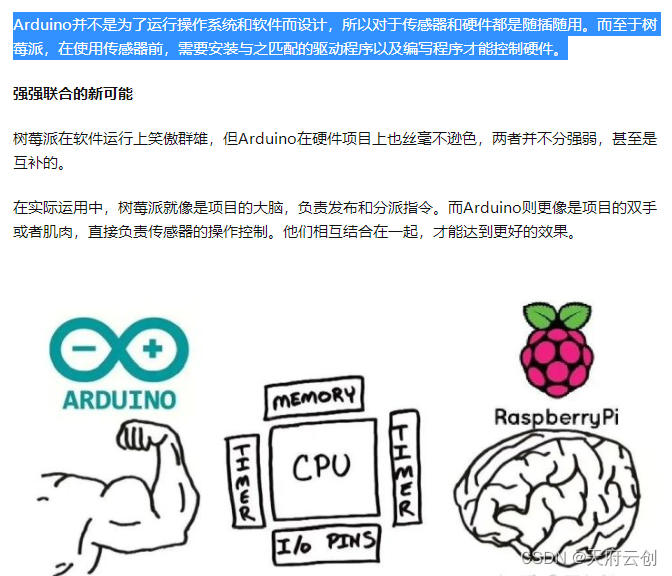 Arduino并不是为了运行操作系统和软件而设计，所以对于传感器和硬件都是随插随用。而至于树
莓派，在使用传感器前，需要安装与之匹配的驱动程序以及编写程序才能控制硬件。
强强联合的新可能
树莓派在软件运行上笑傲群雄，但Arduino在硬件项目上也丝毫不逊色，两者并不分强弱，甚至是
互补的。
在实际运用中，树莓派就像是项目的大脑，负责发布和分派指令。而Arduino则更像是项目的双手
或者肌肉，直接负责传感器的操作控制。他们相互结合在一起，才能达到更好的效果。
ARDUINO
RaspberryPi
MEMORY
TIMER
CPU
TIMER
I/o PINS
CSDN @天府云创